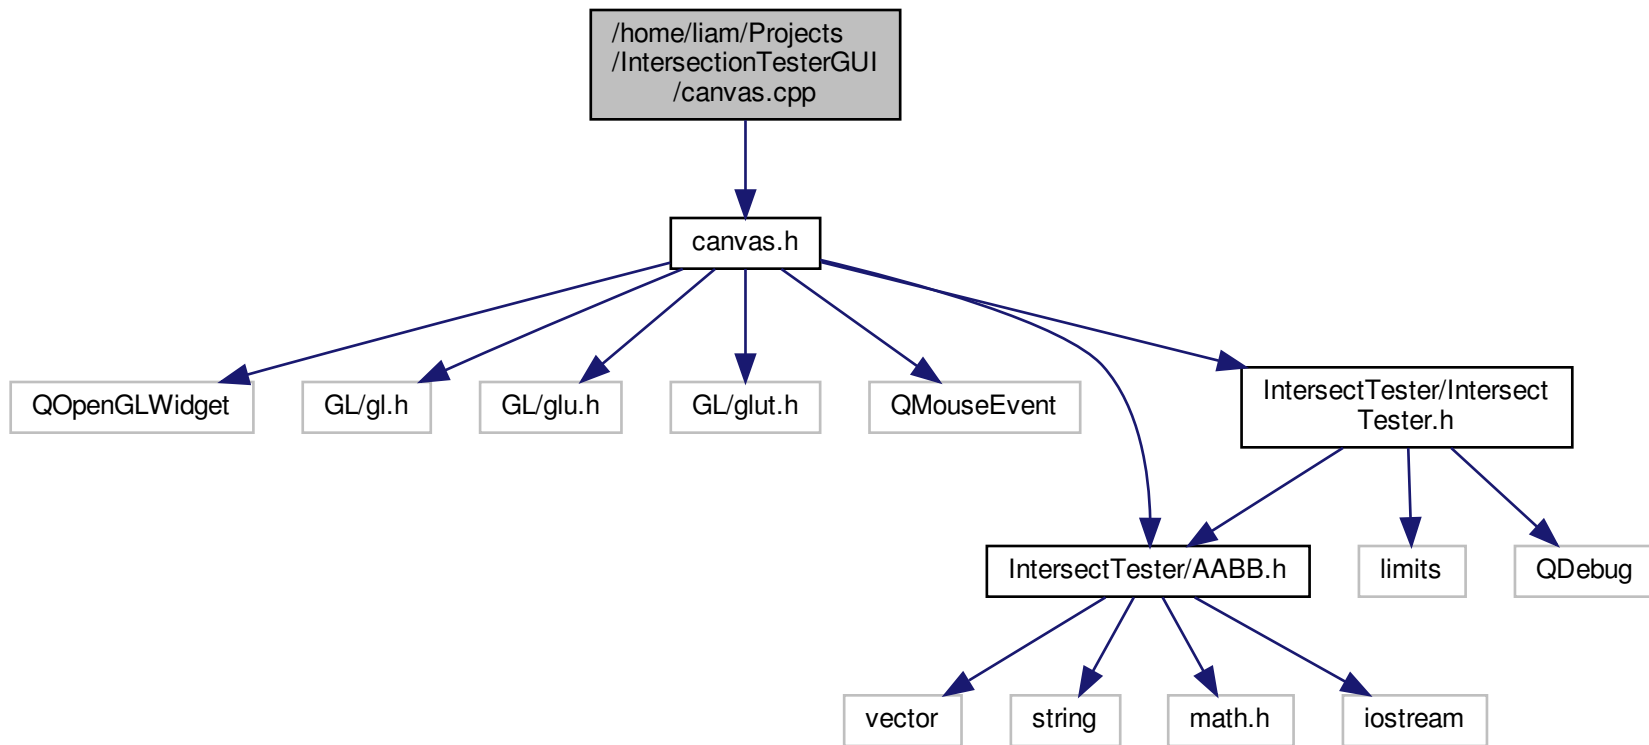 /home/liam/Projects
/IntersectionTesterGUI
/canvas.cpp
canvas.h
QOpenGLWidget
GL/gl.h
GL/glu.h
GL/glut.h
QMouseEvent
IntersectTester/Intersect
Tester.h
IntersectTester/AABB.h
limits
QDebug
vector
string
math.h
iostream